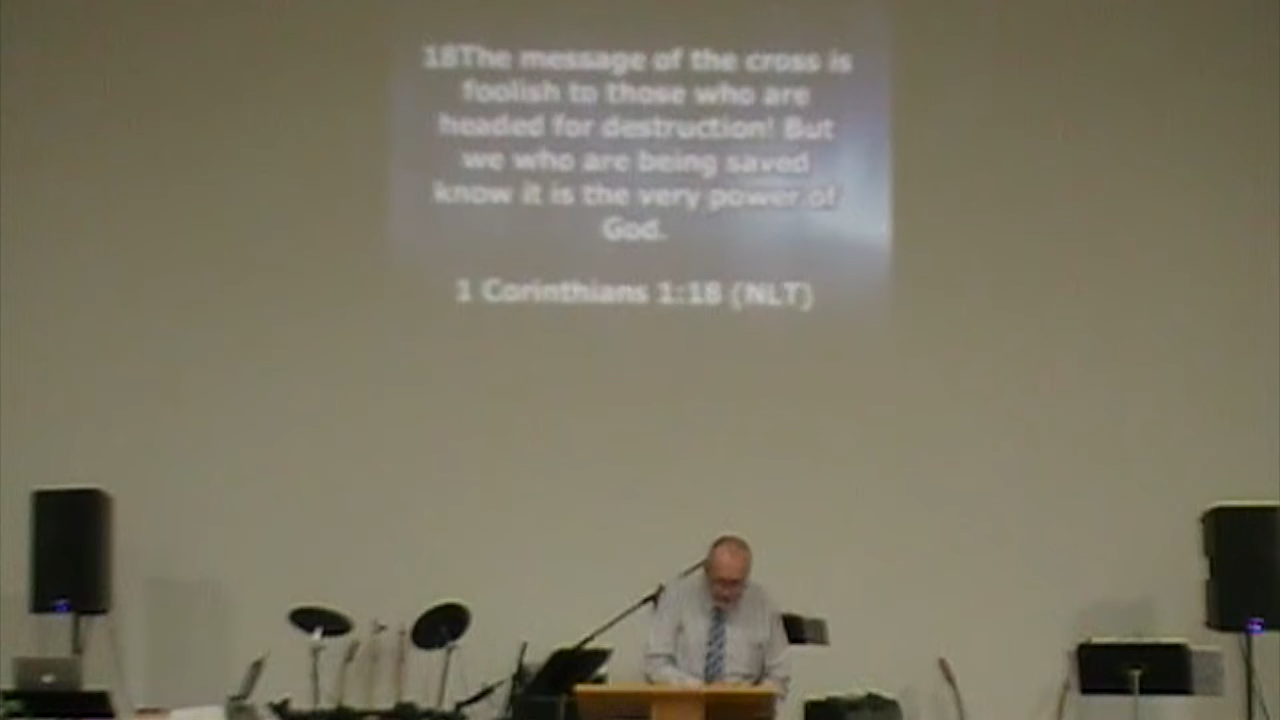 18The message of the cross is
foolish to those who are
headed for destruction! But
we who are being saved
know it is the very power of
God.
1 Corinthians 1:18 (NLT)